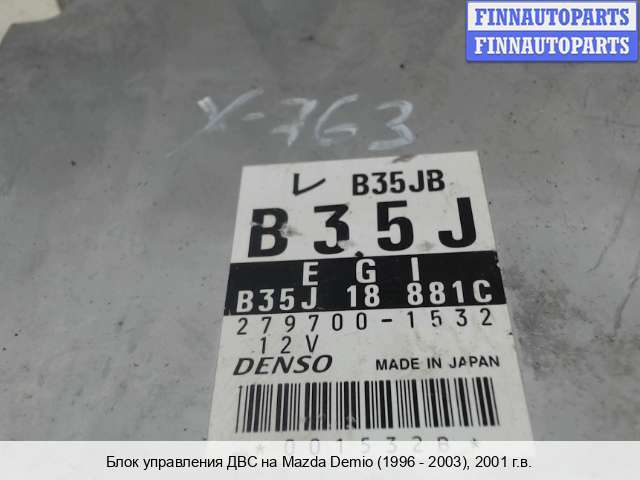 FINNAUTOPARTS
FINNAUTOPARTS
X-763
B35JB
B35J
EGI
B35J 18 881C
279700-1532
12V
DENSO MADE IN JAPAN
*001532B*
Блок управления ДВС на Mazda Demio (1996 - 2003), 2001 г.в.